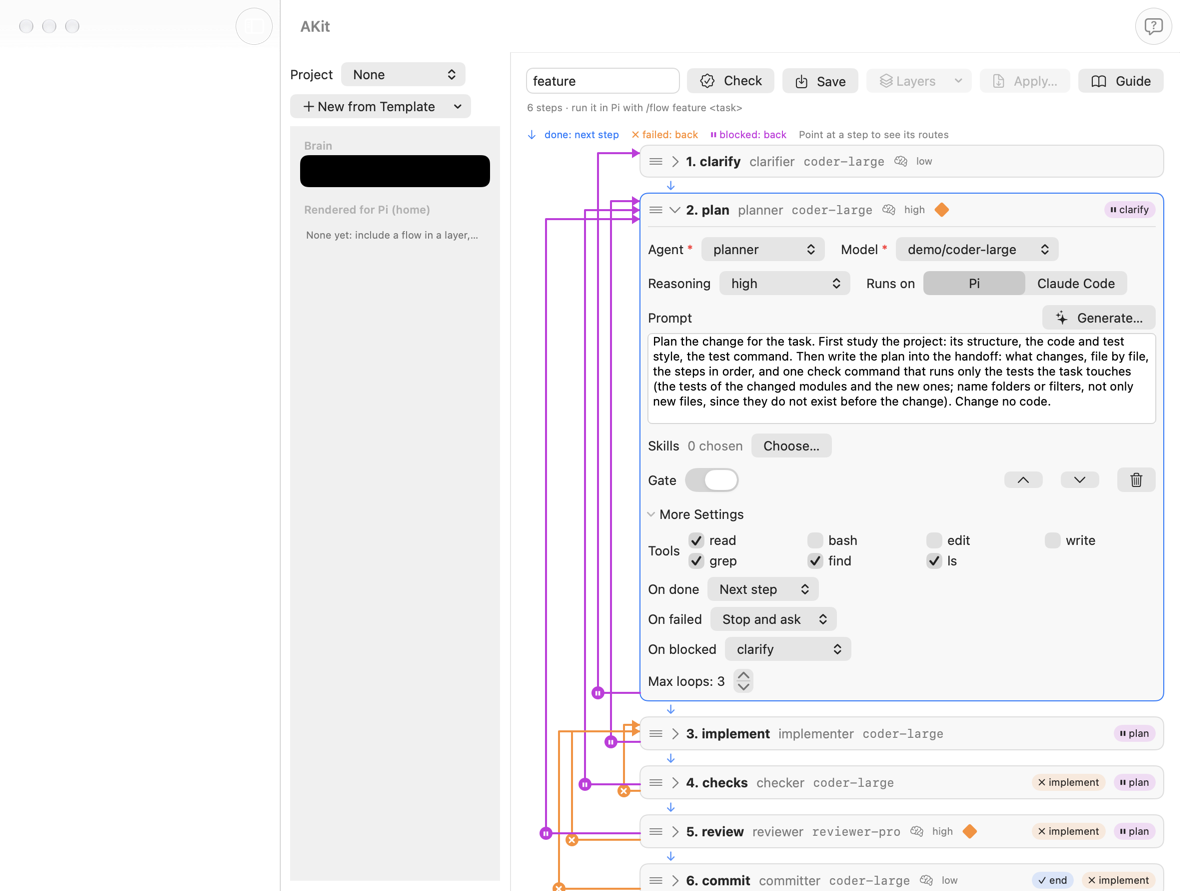 AKit
Project None
New from Template
Brain
Rendered for Pi (home)
None yet: include a flow in a layer,...
feature
Check
Save
Layers
Apply...
Guide
6 steps · run it in Pi with /flow feature <task>
done: next step
failed: back
blocked: back
Point at a step to see its routes
1. clarify clarifier coder-large low
2. plan planner coder-large high clarify
Agent * planner Model * demo/coder-large
Reasoning high Runs on Pi Claude Code
Prompt Generate...
Plan the change for the task. First study the project: its structure, the code and test
style, the test command. Then write the plan into the handoff: what changes, file by file,
the steps in order, and one check command that runs only the tests the task touches
(the tests of the changed modules and the new ones; name folders or filters, not only
new files, since they do not exist before the change). Change no code.
Skills 0 chosen Choose...
Gate
More Settings
Tools
read bash edit write
grep find ls
On done Next step
On failed Stop and ask
On blocked clarify
Max loops: 3
3. implement implementer coder-large plan
4. checks checker coder-large implement plan
5. review reviewer reviewer-pro high implement plan
6. commit committer coder-large low end implement